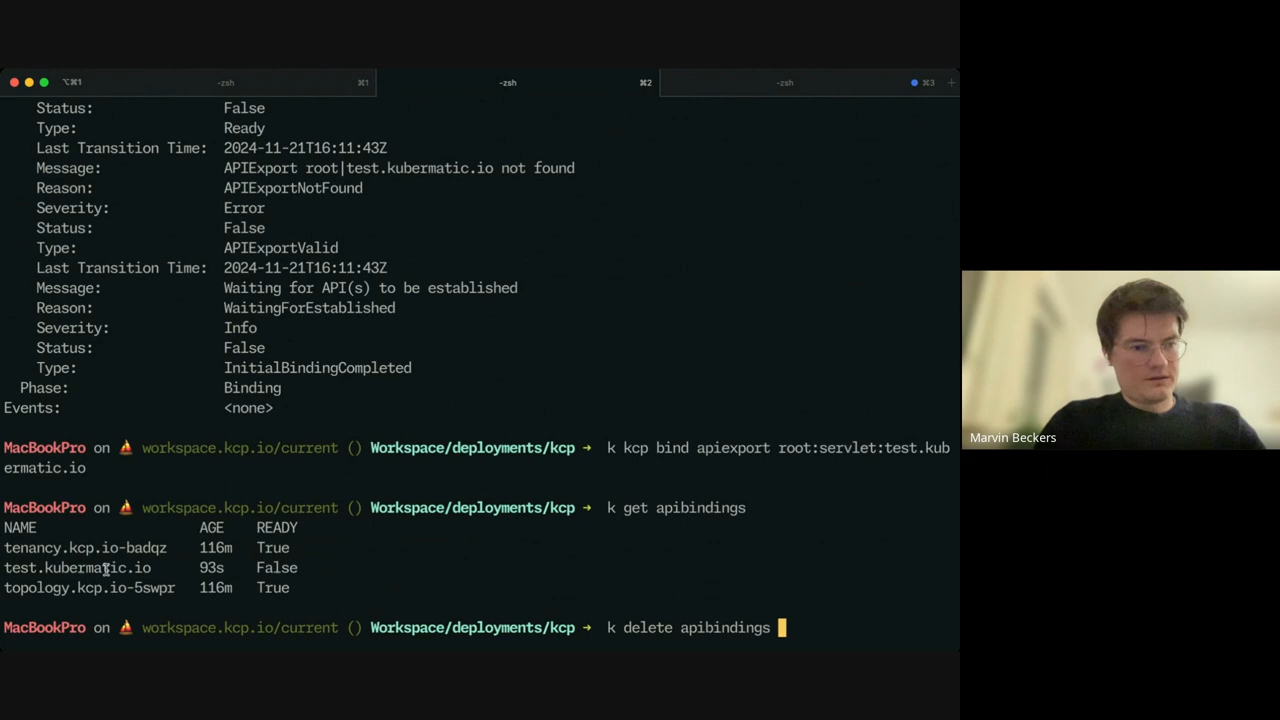 ⌥⌘1 -zsh ⌘1 -zsh ⌘2 -zsh ⌘3 +
Status: False
Type: Ready
Last Transition Time: 2024-11-21T16:11:43Z
Message: APIExport root|test.kubermatic.io not found
Reason: APIExportNotFound
Severity: Error
Status: False
Type: APIExportValid
Last Transition Time: 2024-11-21T16:11:43Z
Message: Waiting for API(s) to be established
Reason: WaitingForEstablished
Severity: Info
Status: False
Type: InitialBindingCompleted
Phase: Binding
Events: <none>
MacBookPro on workspace.kcp.io/current () Workspace/deployments/kcp → k kcp bind apiexport root:servlet:test.kub
ermatic.io
MacBookPro on workspace.kcp.io/current () Workspace/deployments/kcp → k get apibindings
NAME AGE READY
tenancy.kcp.io-badqz 116m True
test.kubermatic.io 93s False
topology.kcp.io-5swpr 116m True
MacBookPro on workspace.kcp.io/current () Workspace/deployments/kcp → k delete apibindings
Marvin Beckers